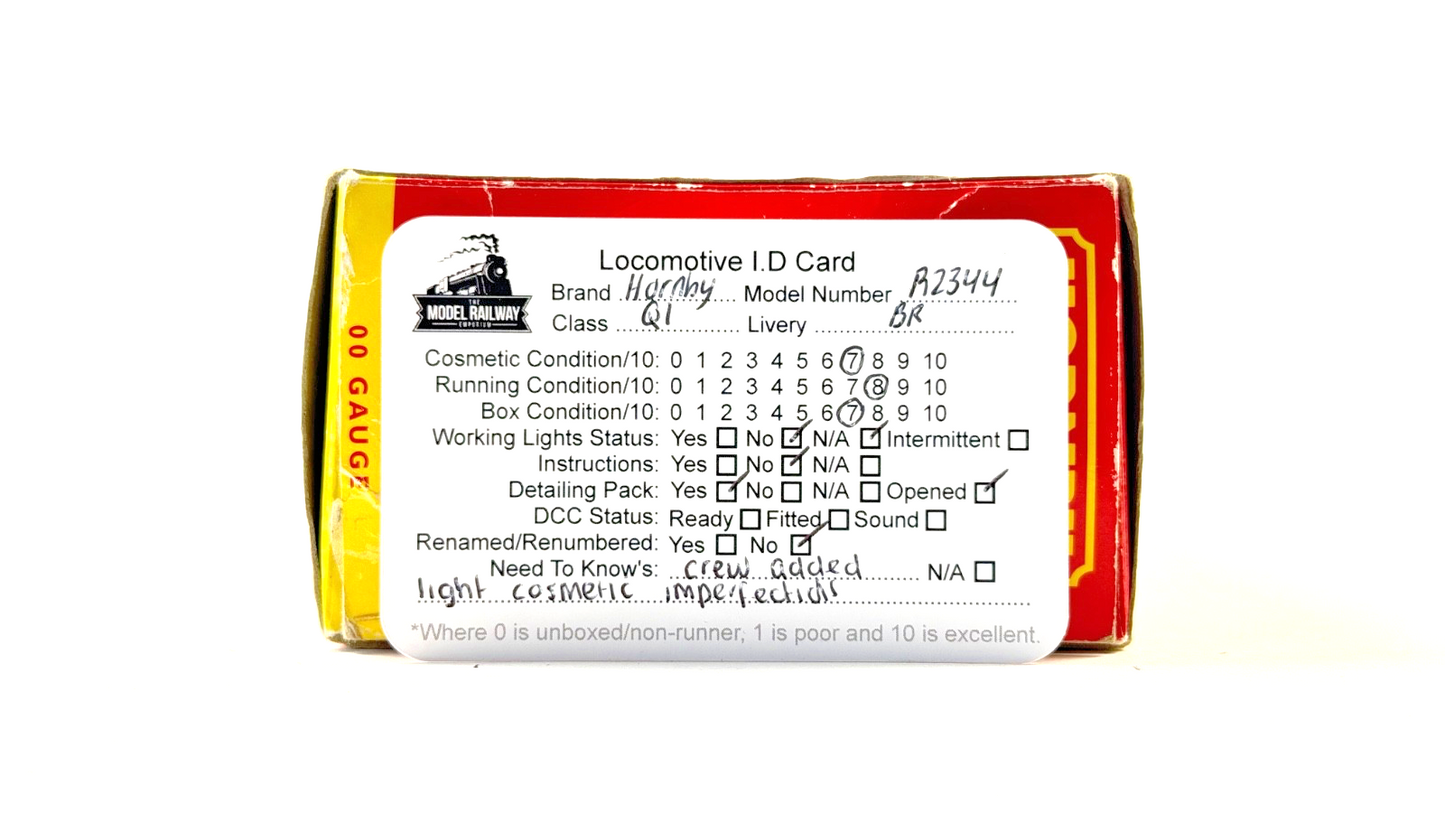 Locomotive I.D Card
THE
MODEL RAILWAY
EMPORIUM
Brand Hornby Model Number R2344
Class Q1 Livery BR
Cosmetic Condition/10: 0 1 2 3 4 5 6 7 8 9 10
Running Condition/10: 0 1 2 3 4 5 6 7 8 9 10
Box Condition/10: 0 1 2 3 4 5 6 7 8 9 10
Working Lights Status: Yes ☐ No ☑ N/A ☑ Intermittent ☐
Instructions: Yes ☐ No ☑ N/A ☐
Detailing Pack: Yes ☑ No ☐ N/A ☐ Opened ☑
DCC Status: Ready ☐ Fitted ☐ Sound ☐
Renamed/Renumbered: Yes ☐ No ☑
Need To Know's: crew added N/A ☐
light cosmetic imperfections
*Where 0 is unboxed/non-runner, 1 is poor and 10 is excellent.
00 GAUGE